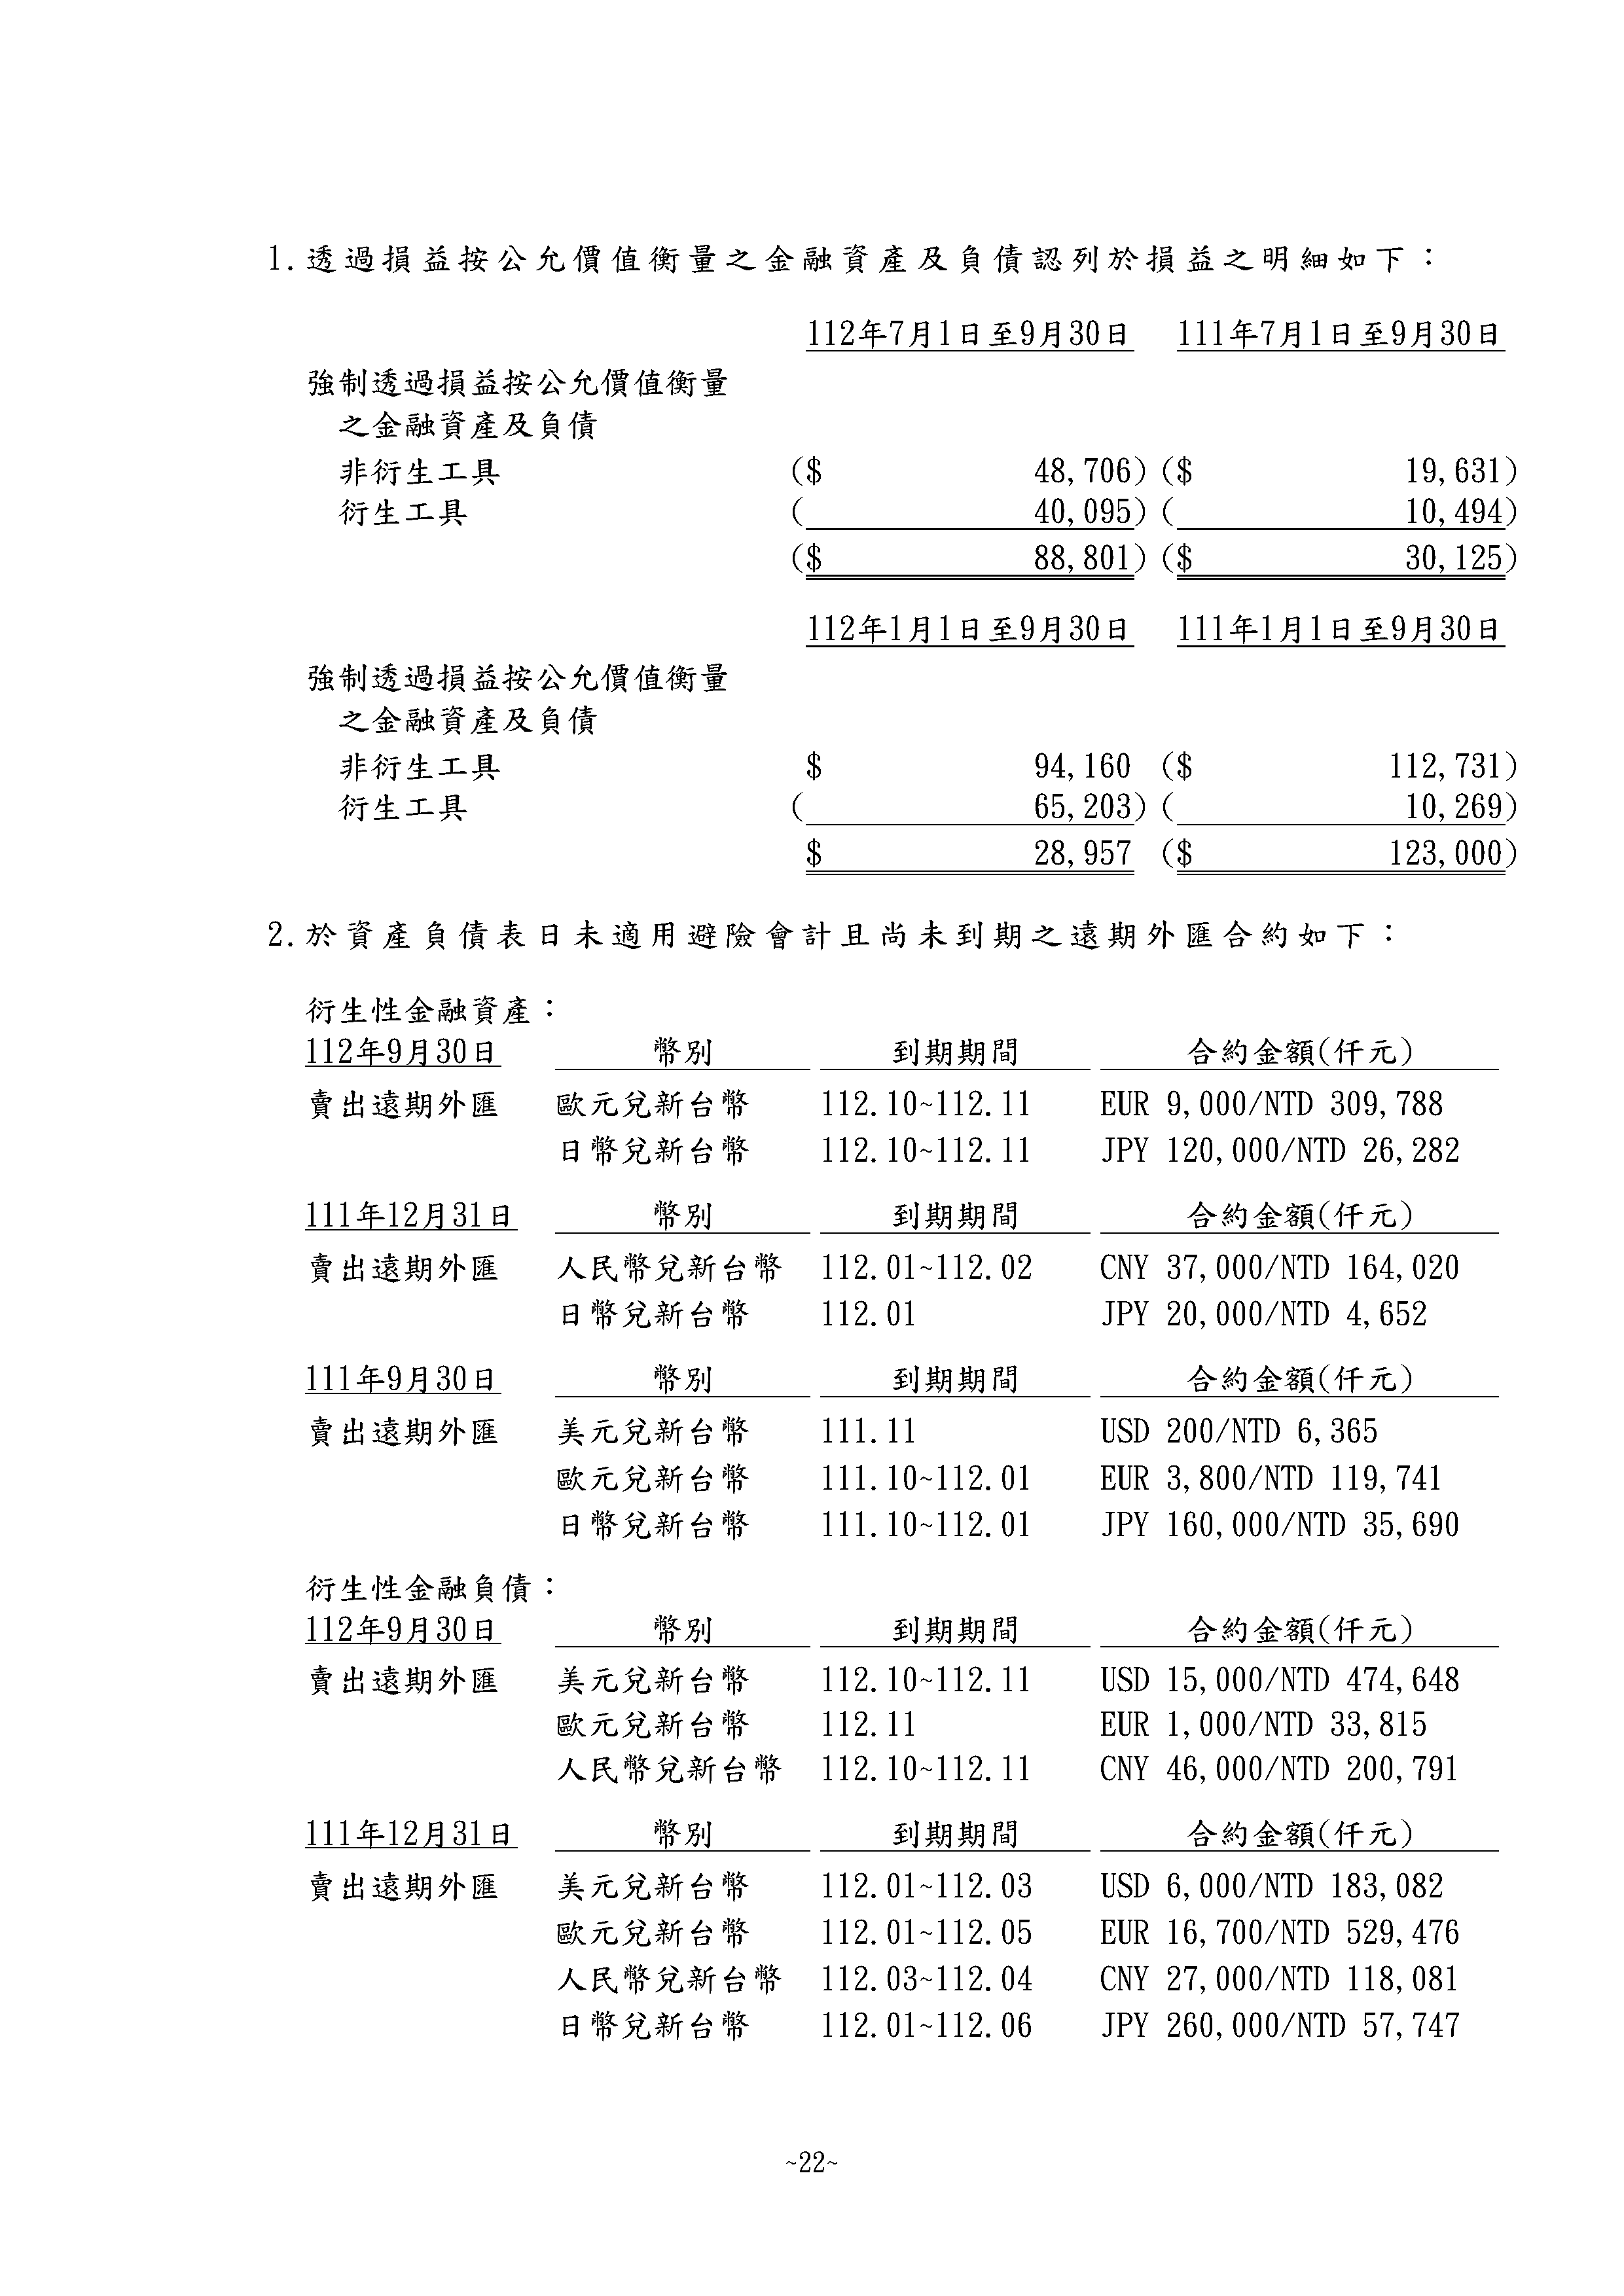 1.透過損益按公允價值衡量之金融資產及負債認列於損益之明細如下：
112年7月1日至9月30日 111年7月1日至9月30日
強制透過損益按公允價值衡量
之金融資產及負債
非衍生工具 ($ 48,706) ($ 19,631)
衍生工具 ( 40,095) ( 10,494)
($ 88,801) ($ 30,125)
112年1月1日至9月30日 111年1月1日至9月30日
強制透過損益按公允價值衡量
之金融資產及負債
非衍生工具 $ 94,160 ($ 112,731)
衍生工具 ( 65,203) ( 10,269)
$ 28,957 ($ 123,000)
2.於資產負債表日未適用避險會計且尚未到期之遠期外匯合約如下：
衍生性金融資產：
112年9月30日 幣別 到期期間 合約金額(仟元)
賣出遠期外匯 歐元兌新台幣 112.10~112.11 EUR 9,000/NTD 309,788
日幣兌新台幣 112.10~112.11 JPY 120,000/NTD 26,282
111年12月31日 幣別 到期期間 合約金額(仟元)
賣出遠期外匯 人民幣兌新台幣 112.01~112.02 CNY 37,000/NTD 164,020
日幣兌新台幣 112.01 JPY 20,000/NTD 4,652
111年9月30日 幣別 到期期間 合約金額(仟元)
賣出遠期外匯 美元兌新台幣 111.11 USD 200/NTD 6,365
歐元兌新台幣 111.10~112.01 EUR 3,800/NTD 119,741
日幣兌新台幣 111.10~112.01 JPY 160,000/NTD 35,690
衍生性金融負債：
112年9月30日 幣別 到期期間 合約金額(仟元)
賣出遠期外匯 美元兌新台幣 112.10~112.11 USD 15,000/NTD 474,648
歐元兌新台幣 112.11 EUR 1,000/NTD 33,815
人民幣兌新台幣 112.10~112.11 CNY 46,000/NTD 200,791
111年12月31日 幣別 到期期間 合約金額(仟元)
賣出遠期外匯 美元兌新台幣 112.01~112.03 USD 6,000/NTD 183,082
歐元兌新台幣 112.01~112.05 EUR 16,700/NTD 529,476
人民幣兌新台幣 112.03~112.04 CNY 27,000/NTD 118,081
日幣兌新台幣 112.01~112.06 JPY 260,000/NTD 57,747
~22~